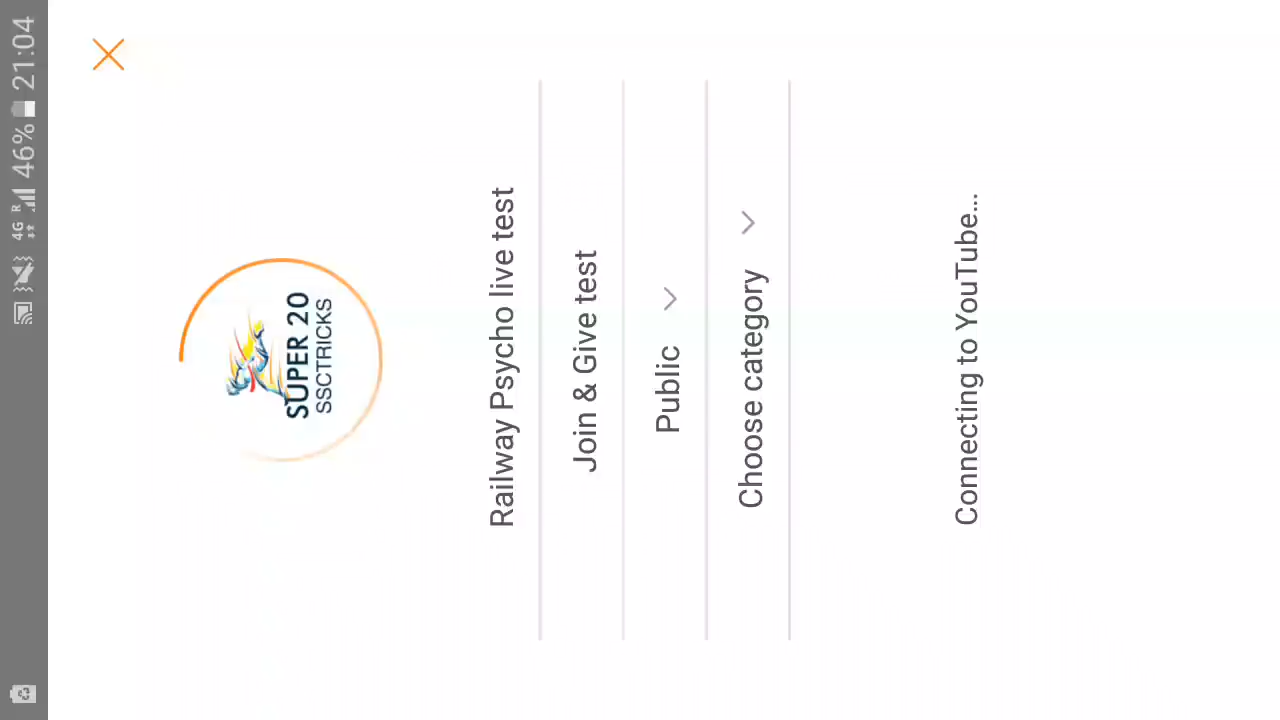 4G R 46% 21:04
SUPER 20
SSCTRICKS
Railway Psycho live test
Join & Give test
Public
Choose category
Connecting to YouTube...